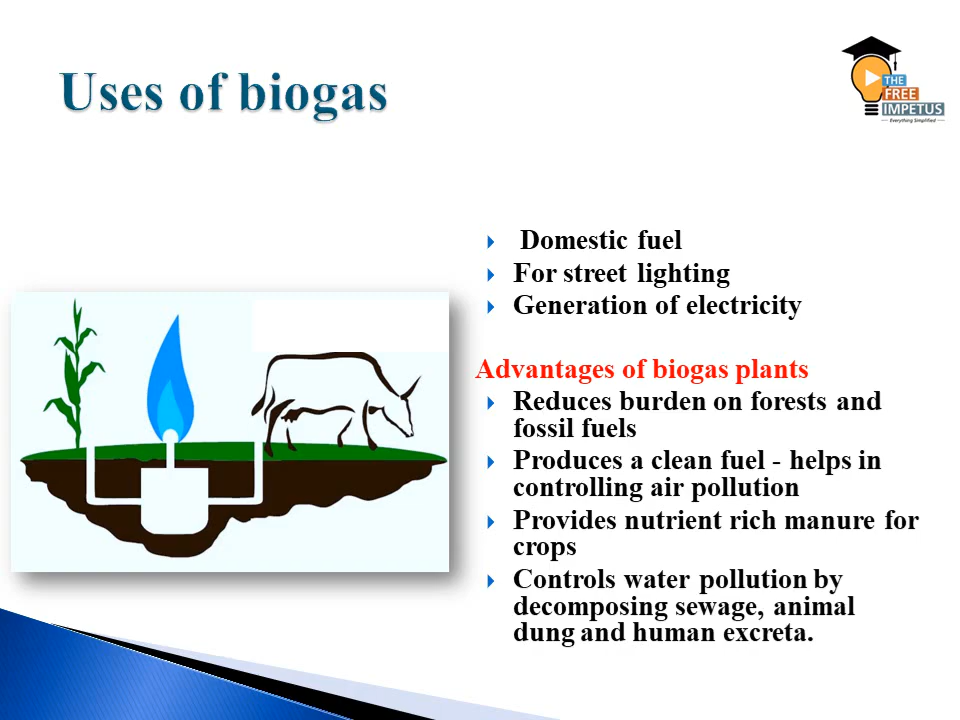 Uses of biogas
THE
FREE
IMPETUS
Everything Simplified
Domestic fuel
For street lighting
Generation of electricity
Advantages of biogas plants
Reduces burden on forests and
fossil fuels
Produces a clean fuel - helps in
controlling air pollution
Provides nutrient rich manure for
crops
Controls water pollution by
decomposing sewage, animal
dung and human excreta.